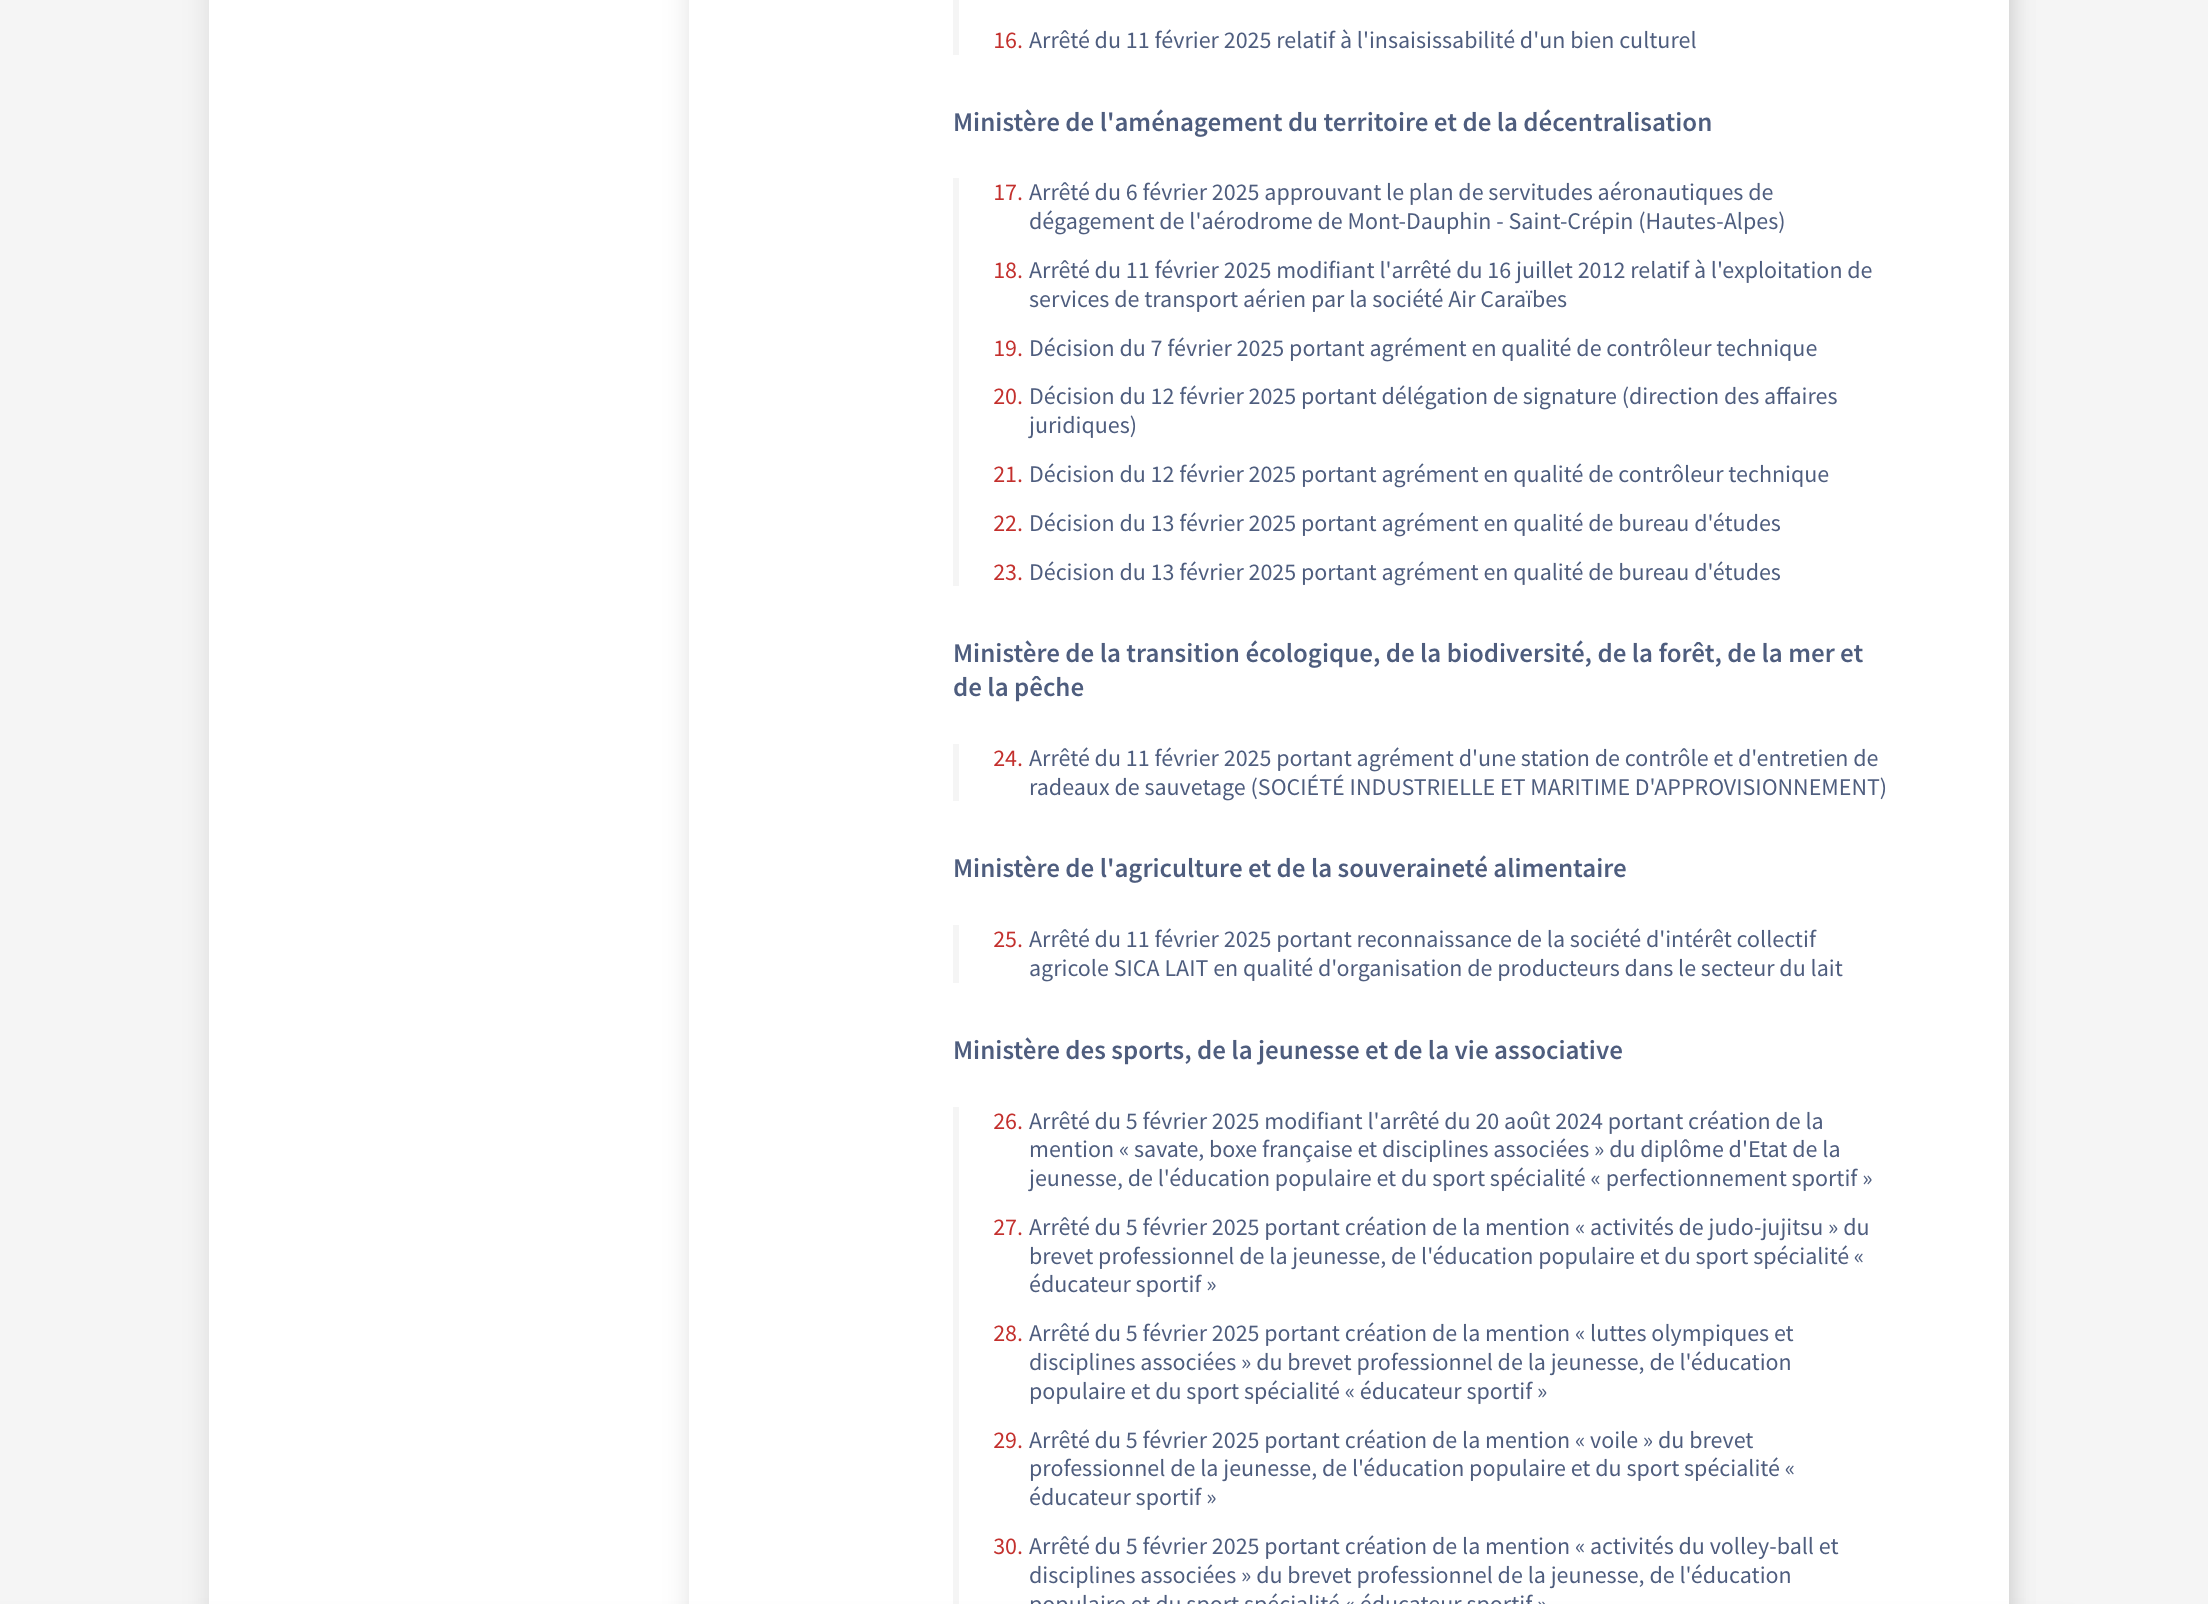 16. Arrêté du 11 février 2025 relatif à l'insaisissabilité d'un bien culturel
Ministère de l'aménagement du territoire et de la décentralisation
17. Arrêté du 6 février 2025 approuvant le plan de servitudes aéronautiques de
dégagement de l'aérodrome de Mont-Dauphin - Saint-Crépin (Hautes-Alpes)
18. Arrêté du 11 février 2025 modifiant l'arrêté du 16 juillet 2012 relatif à l'exploitation de
services de transport aérien par la société Air Caraïbes
19. Décision du 7 février 2025 portant agrément en qualité de contrôleur technique
20. Décision du 12 février 2025 portant délégation de signature (direction des affaires
juridiques)
21. Décision du 12 février 2025 portant agrément en qualité de contrôleur technique
22. Décision du 13 février 2025 portant agrément en qualité de bureau d'études
23. Décision du 13 février 2025 portant agrément en qualité de bureau d'études
Ministère de la transition écologique, de la biodiversité, de la forêt, de la mer et
de la pêche
24. Arrêté du 11 février 2025 portant agrément d'une station de contrôle et d'entretien de
radeaux de sauvetage (SOCIÉTÉ INDUSTRIELLE ET MARITIME D'APPROVISIONNEMENT)
Ministère de l'agriculture et de la souveraineté alimentaire
25. Arrêté du 11 février 2025 portant reconnaissance de la société d'intérêt collectif
agricole SICA LAIT en qualité d'organisation de producteurs dans le secteur du lait
Ministère des sports, de la jeunesse et de la vie associative
26. Arrêté du 5 février 2025 modifiant l'arrêté du 20 août 2024 portant création de la
mention « savate, boxe française et disciplines associées » du diplôme d'Etat de la
jeunesse, de l'éducation populaire et du sport spécialité « perfectionnement sportif »
27. Arrêté du 5 février 2025 portant création de la mention « activités de judo-jujitsu » du
brevet professionnel de la jeunesse, de l'éducation populaire et du sport spécialité «
éducateur sportif »
28. Arrêté du 5 février 2025 portant création de la mention « luttes olympiques et
disciplines associées » du brevet professionnel de la jeunesse, de l'éducation
populaire et du sport spécialité « éducateur sportif »
29. Arrêté du 5 février 2025 portant création de la mention « voile » du brevet
professionnel de la jeunesse, de l'éducation populaire et du sport spécialité «
éducateur sportif »
30. Arrêté du 5 février 2025 portant création de la mention « activités du volley-ball et
disciplines associées » du brevet professionnel de la jeunesse, de l'éducation
populaire et du sport spécialité « éducateur sportif »